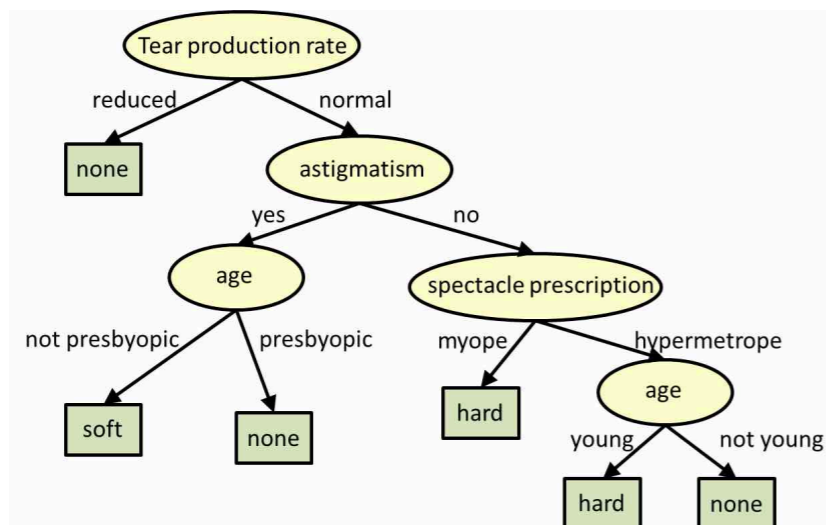 Tear production rate
reduced
normal
none
astigmatism
yes
no
age
spectacle prescription
not presbyopic
presbyopic
myope
hypermetrope
soft
none
hard
age
young
not young
hard
none